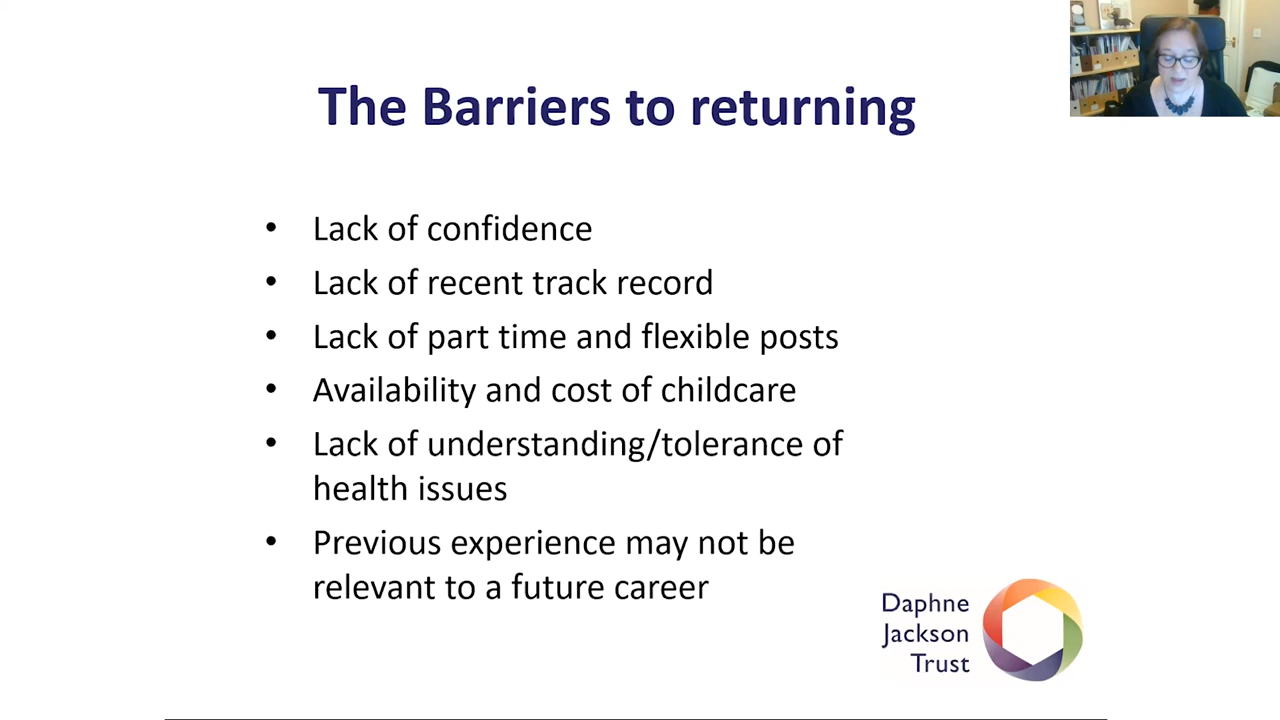 The Barriers to returning
• Lack of confidence
• Lack of recent track record
• Lack of part time and flexible posts
• Availability and cost of childcare
• Lack of understanding/tolerance of
health issues
• Previous experience may not be
relevant to a future career
Daphne
Jackson
Trust